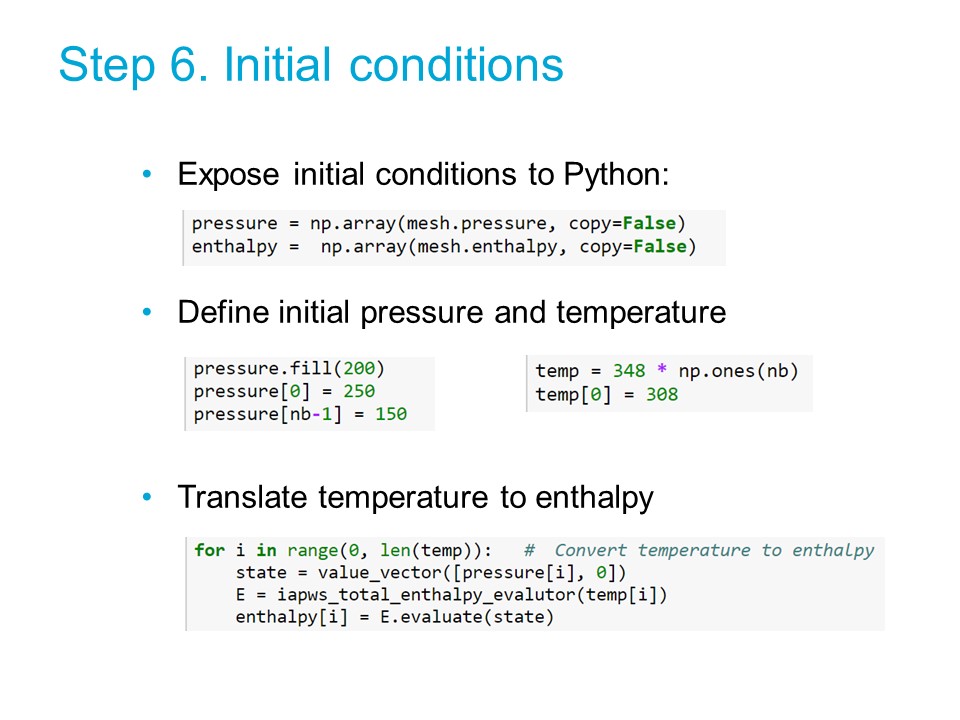 Step 6. Initial conditions
• Expose initial conditions to Python:
pressure = np.array(mesh.pressure, copy=False)
enthalpy =  np.array(mesh.enthalpy, copy=False)
• Define initial pressure and temperature
pressure.fill(200)
pressure[0] = 250
pressure[nb-1] = 150
temp = 348 * np.ones(nb)
temp[0] = 308
• Translate temperature to enthalpy
for i in range(0, len(temp)):   #  Convert temperature to enthalpy
    state = value_vector([pressure[i], 0])
    E = iapws_total_enthalpy_evalutor(temp[i])
    enthalpy[i] = E.evaluate(state)